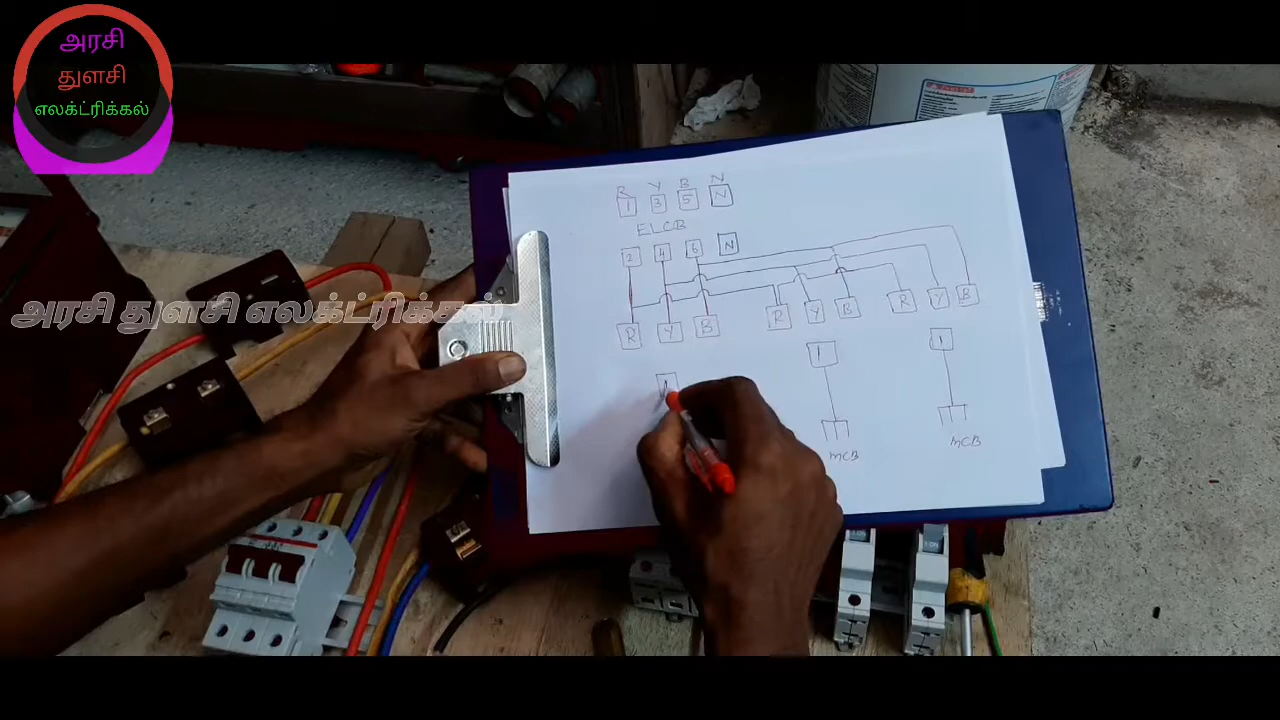 அரசி
துளசி
எலக்ட்ரிக்கல்
R Y B N
1 3 5 N
ELCB
2 4 6 N
அரசி துளசி எலக்ட்ரிக்கல்
R Y B R Y B R Y B
1 1
MCB MCB